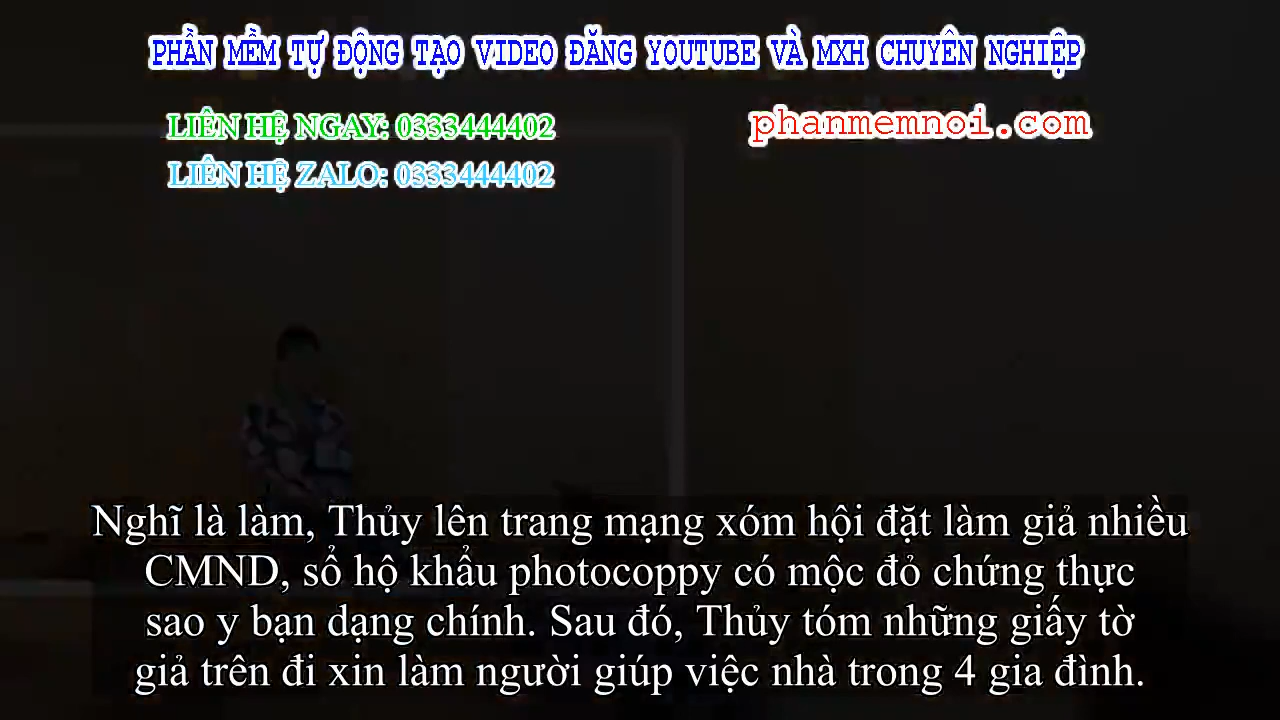 PHẦN MỀM TỰ ĐỘNG TẠO VIDEO ĐĂNG YOUTUBE VÀ MXH CHUYÊN NGHIỆP
LIÊN HỆ NGAY: 0333444402
phanmemnoi.com
LIÊN HỆ ZALO: 0333444402
Nghĩ là làm, Thủy lên trang mạng xóm hội đặt làm giả nhiều
CMND, sổ hộ khẩu photocoppy có mộc đỏ chứng thực
sao y bạn dạng chính. Sau đó, Thủy tóm những giấy tờ
giả trên đi xin làm người giúp việc nhà trong 4 gia đình.